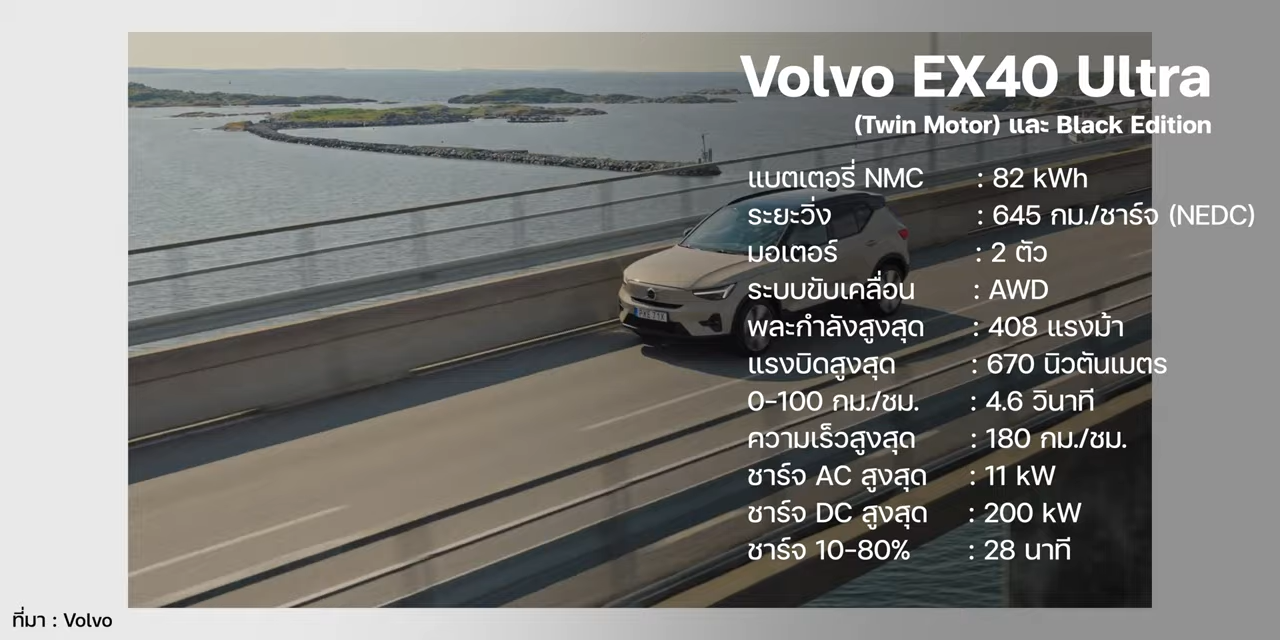 Volvo EX40 Ultra
(Twin Motor) และ Black Edition
แบตเตอรี่ NMC : 82 kWh
ระยะวิ่ง : 645 กม./ชาร์จ (NEDC)
มอเตอร์ : 2 ตัว
ระบบขับเคลื่อน : AWD
พละกำลังสูงสุด : 408 แรงม้า
แรงบิดสูงสุด : 670 นิวตันเมตร
0-100 กม./ชม. : 4.6 วินาที
ความเร็วสูงสุด : 180 กม./ชม.
ชาร์จ AC สูงสุด : 11 kW
ชาร์จ DC สูงสุด : 200 kW
ชาร์จ 10-80% : 28 นาที
ที่มา : Volvo